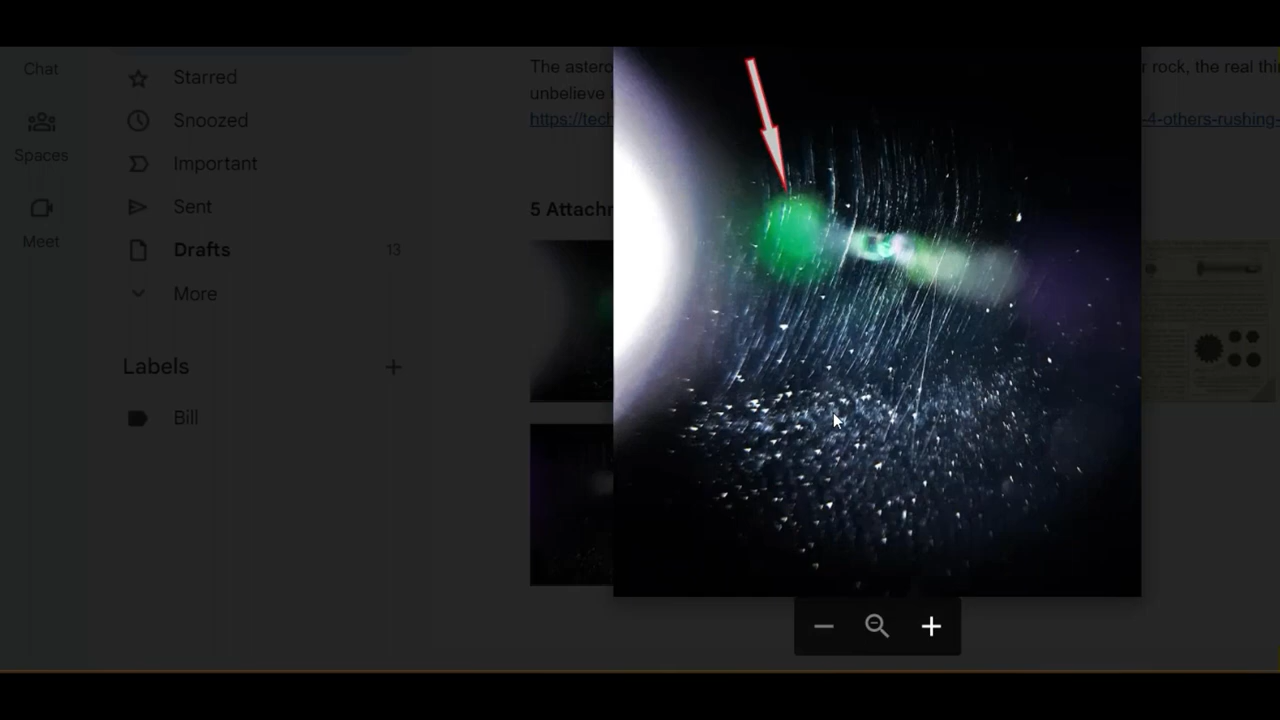 Chat
Starred
The astero
r rock, the real thi
unbelieve
Snoozed
https://tech
-4-others-rushing-
Spaces
Important
Sent
5 Attachr
Meet
Drafts
13
More
Labels
Bill